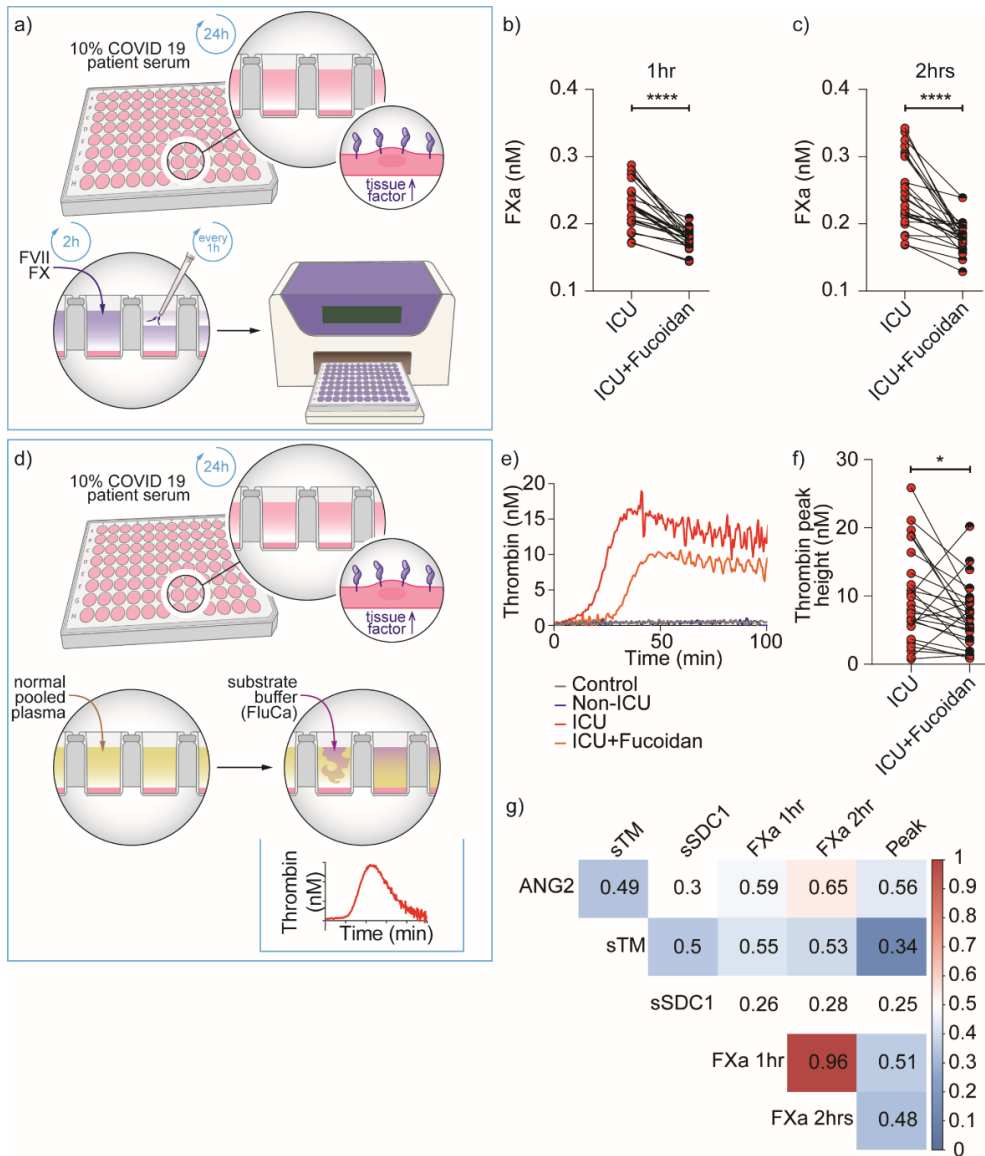 a)
24h
10% COVID 19
patient serum
tissue
factor ↑
2h
every
1h
FVII
FX
b)
1hr
****
FXa (nM)
0.4
0.3
0.2
0.1
ICU
ICU+Fucoidan
c)
2hrs
****
FXa (nM)
0.4
0.3
0.2
0.1
ICU
ICU+Fucoidan
d)
24h
10% COVID 19
patient serum
tissue
factor ↑
normal
pooled
plasma
substrate
buffer
(FluCa)
Thrombin
(nM)
Time (min)
e)
Thrombin (nM)
20
15
10
5
0
0
50
100
Time (min)
Control
Non-ICU
ICU
ICU+Fucoidan
f)
*
Thrombin peak
height (nM)
30
20
10
0
ICU
ICU+Fucoidan
g)
sTM
sSDC1
FXa 1hr
FXa 2hr
Peak
ANG2 0.49 0.3 0.59 0.65 0.56
sTM 0.5 0.55 0.53 0.34
sSDC1 0.26 0.28 0.25
FXa 1hr 0.96 0.51
FXa 2hrs 0.48
1
0.9
0.8
0.7
0.6
0.5
0.4
0.3
0.2
0.1
0